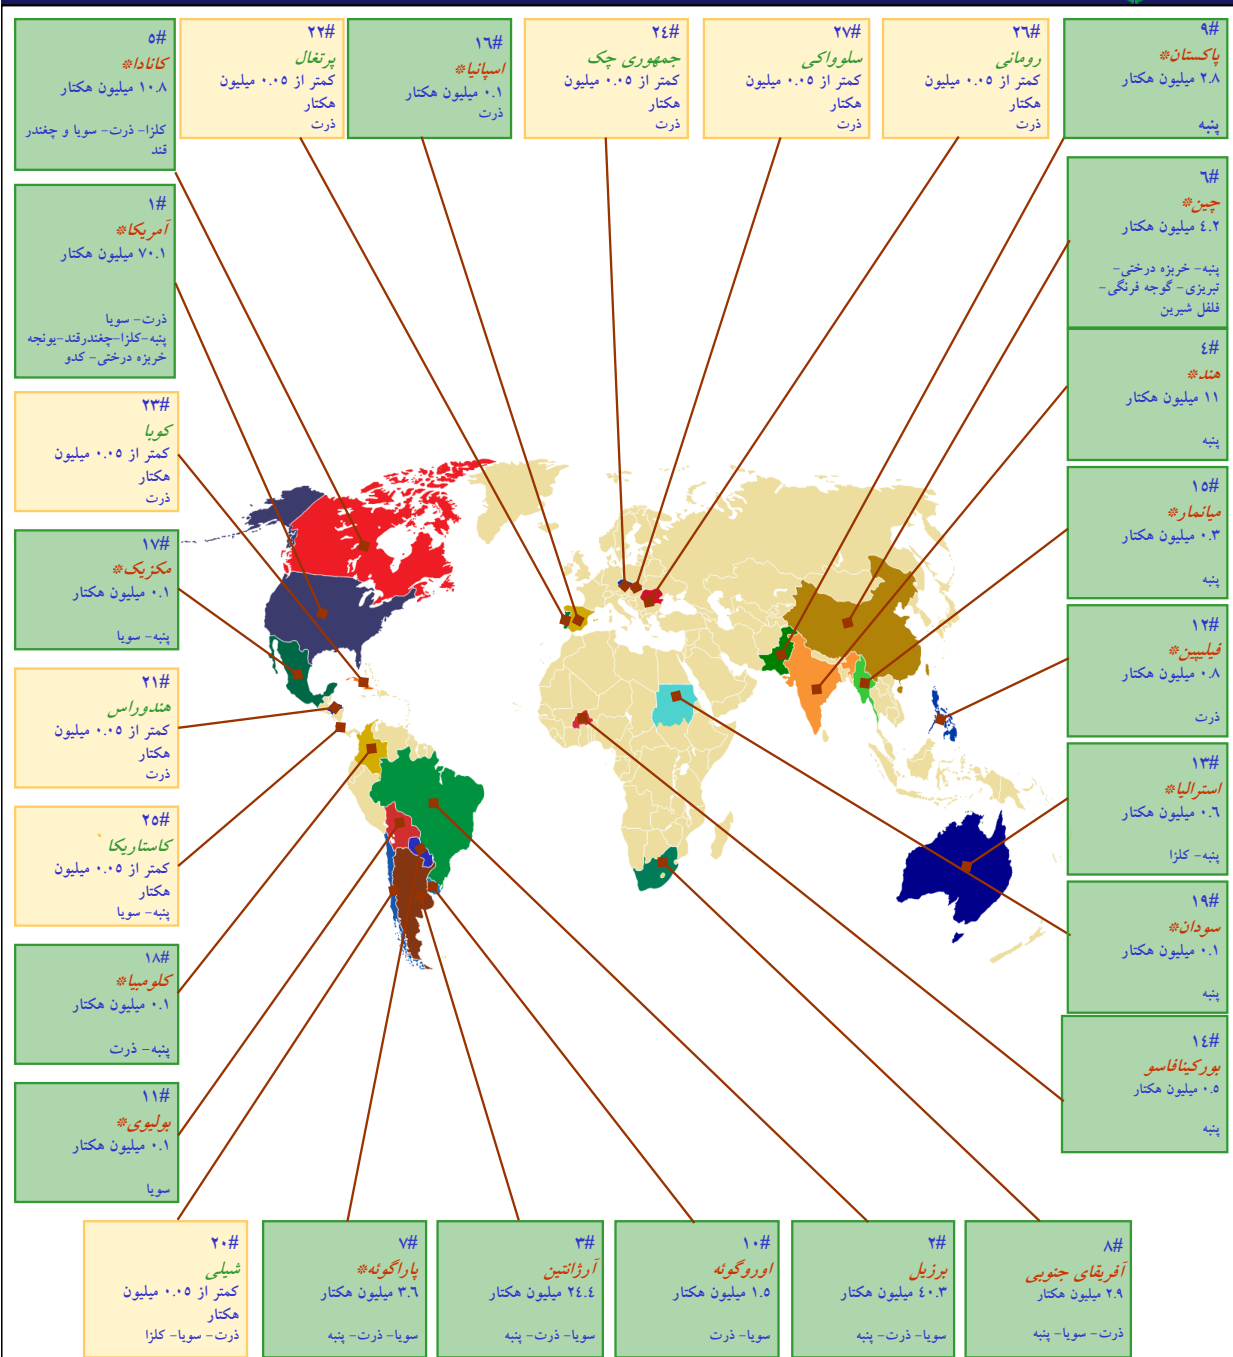 ۵#
کانادا*
۱۰.۸ میلیون هکتار
کلزا- ذرت- سویا و چغندر
قند
۲۲#
پرتغال
کمتر از ۰.۰۵ میلیون
هکتار
ذرت
۱۶#
اسپانیا*
۰.۱ میلیون هکتار
ذرت
۲٤#
جمهوری چک
کمتر از ۰.۰۵ میلیون
هکتار
ذرت
۲۷#
سلوواکی
کمتر از ۰.۰۵ میلیون
هکتار
ذرت
۲٦#
رومانی
کمتر از ۰.۰۵ میلیون
هکتار
ذرت
۹#
پاکستان*
۲.۸ میلیون هکتار
پنبه
٦#
چین*
٤.۲ میلیون هکتار
پنبه- خربزه درختی-
تبریزی- گوجه فرنگی-
فلفل شیرین
۱#
آمریکا*
۷۰.۱ میلیون هکتار
ذرت- سویا
پنبه-کلزا-چغندرقند-یونجه
خربزه درختی- کدو
٤#
هند*
۱۱ میلیون هکتار
پنبه
۲۳#
کوبا
کمتر از ۰.۰۵ میلیون
هکتار
ذرت
۱۵#
میانمار*
۰.۳ میلیون هکتار
پنبه
۱۷#
مکزیک*
۰.۱ میلیون هکتار
پنبه- سویا
۱۲#
فیلیپین*
۰.۸ میلیون هکتار
ذرت
۲۱#
هندوراس
کمتر از ۰.۰۵ میلیون
هکتار
ذرت
۱۳#
استرالیا*
۰.٦ میلیون هکتار
پنبه- کلزا
۲۵#
کاستاریکا
کمتر از ۰.۰۵ میلیون
هکتار
پنبه- سویا
۱۹#
سودان*
۰.۱ میلیون هکتار
پنبه
۱۸#
کلومبیا*
۰.۱ میلیون هکتار
پنبه- ذرت
۱٤#
بورکینافاسو
۰.۵ میلیون هکتار
پنبه
۱۱#
بولیوی*
۰.۱ میلیون هکتار
سویا
۲۰#
شیلی
کمتر از ۰.۰۵ میلیون
هکتار
ذرت- سویا- کلزا
۷#
پاراگوئه*
۳.٦ میلیون هکتار
سویا- ذرت- پنبه
۳#
آرژانتین
۲٤.٤ میلیون هکتار
سویا- ذرت- پنبه
۱۰#
اوروگوئه
۱.۵ میلیون هکتار
سویا- ذرت
۲#
برزیل
٤۰.۳ میلیون هکتار
سویا- ذرت- پنبه
۸#
آفریقای جنوبی
۲.۹ میلیون هکتار
ذرت- سویا- پنبه